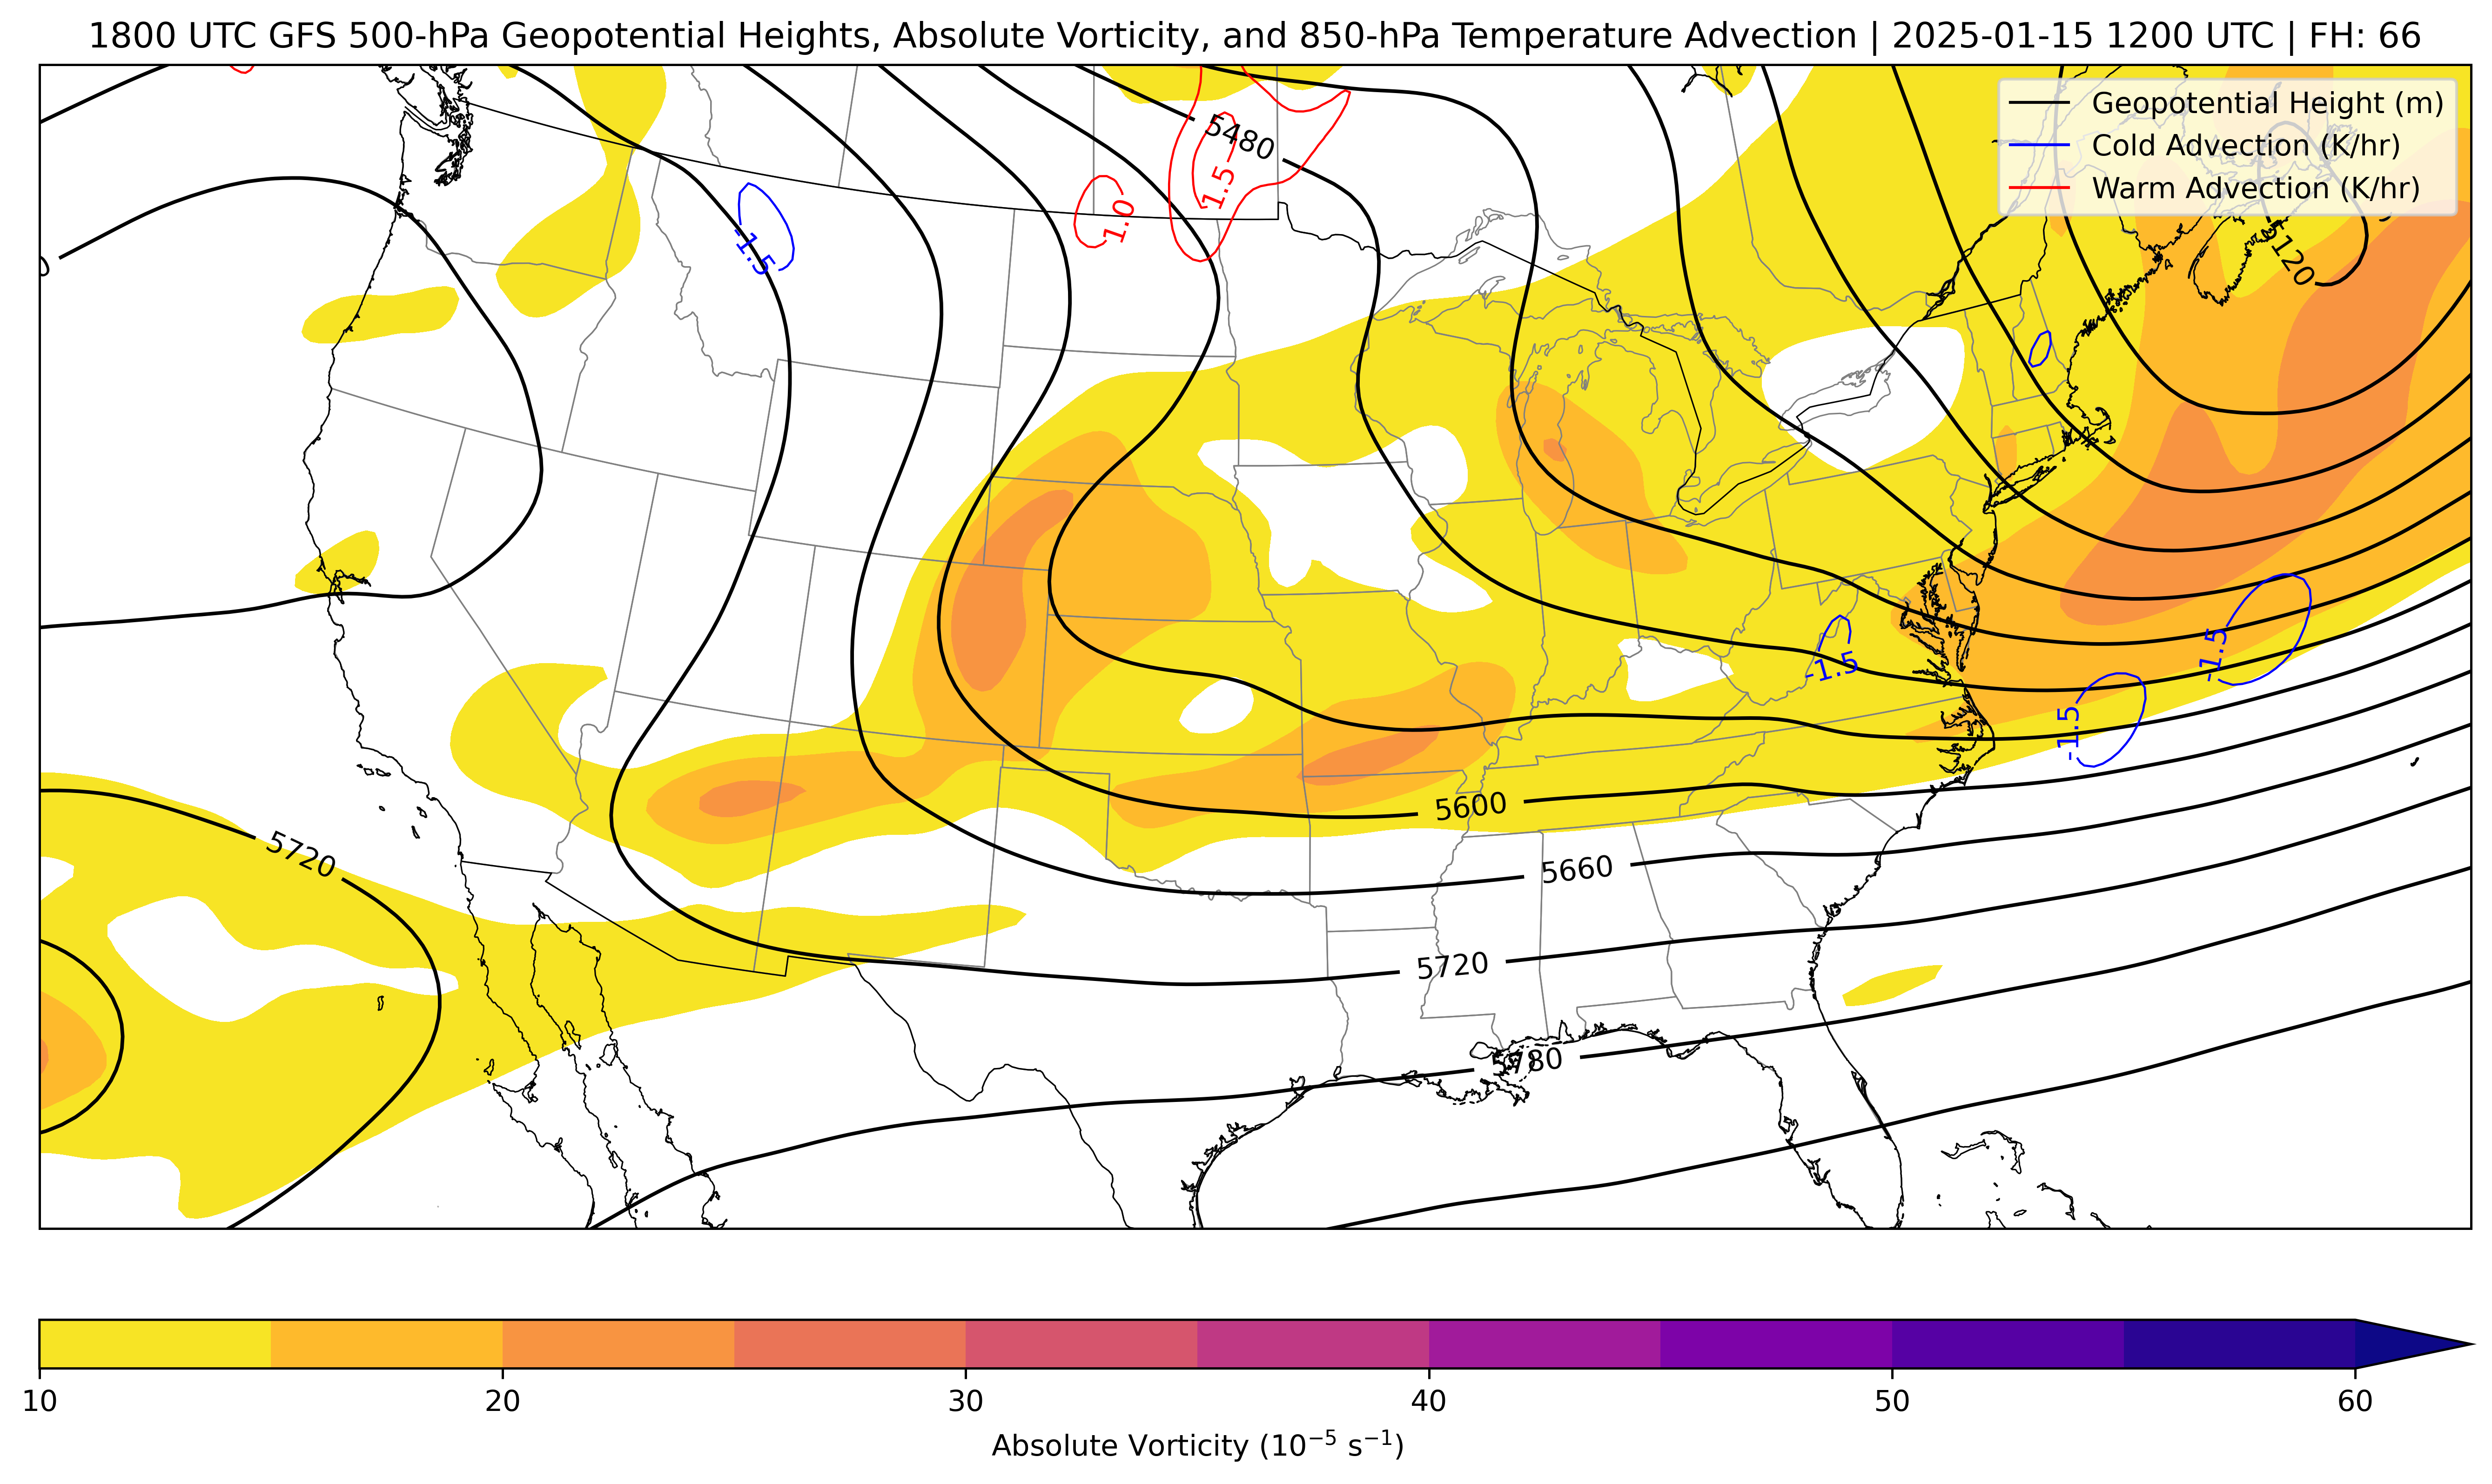 1800 UTC GFS 500-hPa Geopotential Heights, Absolute Vorticity, and 850-hPa Temperature Advection | 2025-01-15 1200 UTC | FH: 66
Geopotential Height (m)
Cold Advection (K/hr)
Warm Advection (K/hr)
5480
1.5
1.0
-1.5
5120
-1.5
-1.5
-1.5
5720
5600
5660
5720
5780
10 20 30 40 50 60
Absolute Vorticity (10⁻⁵ s⁻¹)